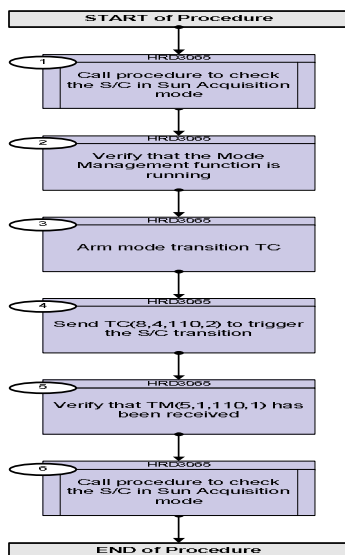 START of Procedure
HRD3065
1
Call procedure to check
the S/C in Sun Acquisition
mode
HRD3065
2
Verify that the Mode
Management function is
running
HRD3065
3
Arm mode transition TC
HRD3065
4
Send TC(8,4,110,2) to trigger
the S/C transition
HRD3065
5
Verify that TM(5,1,110,1) has
been received
HRD3065
6
Call procedure to check
the S/C in Sun Acquisition
mode
END of Procedure